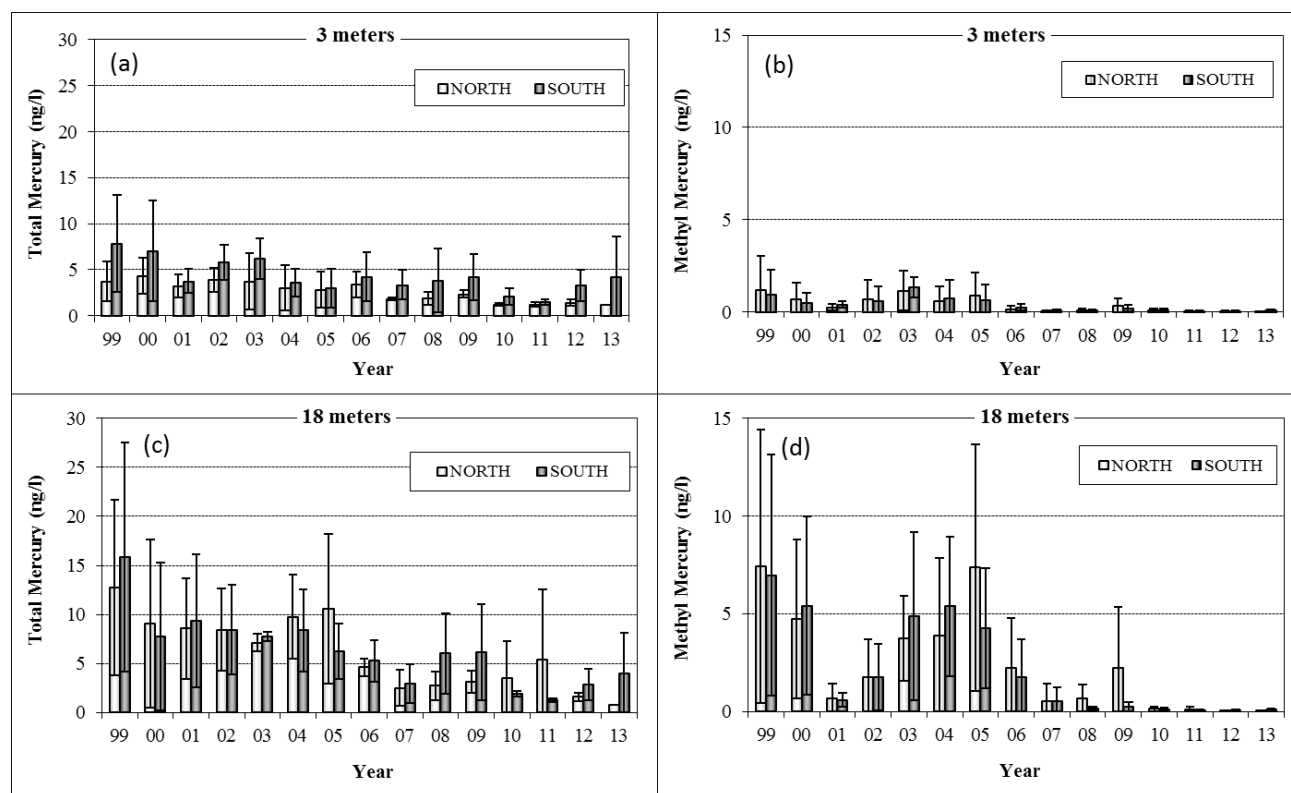 3 meters
(a)
NORTH SOUTH
Total Mercury (ng/l)
30
25
20
15
10
5
0
99 00 01 02 03 04 05 06 07 08 09 10 11 12 13
Year
3 meters
(b)
NORTH SOUTH
Methyl Mercury (ng/l)
15
10
5
0
99 00 01 02 03 04 05 06 07 08 09 10 11 12 13
Year
18 meters
(c)
NORTH SOUTH
Total Mercury (ng/l)
30
25
20
15
10
5
0
99 00 01 02 03 04 05 06 07 08 09 10 11 12 13
Year
18 meters
(d)
NORTH SOUTH
Methyl Mercury (ng/l)
15
10
5
0
99 00 01 02 03 04 05 06 07 08 09 10 11 12 13
Year